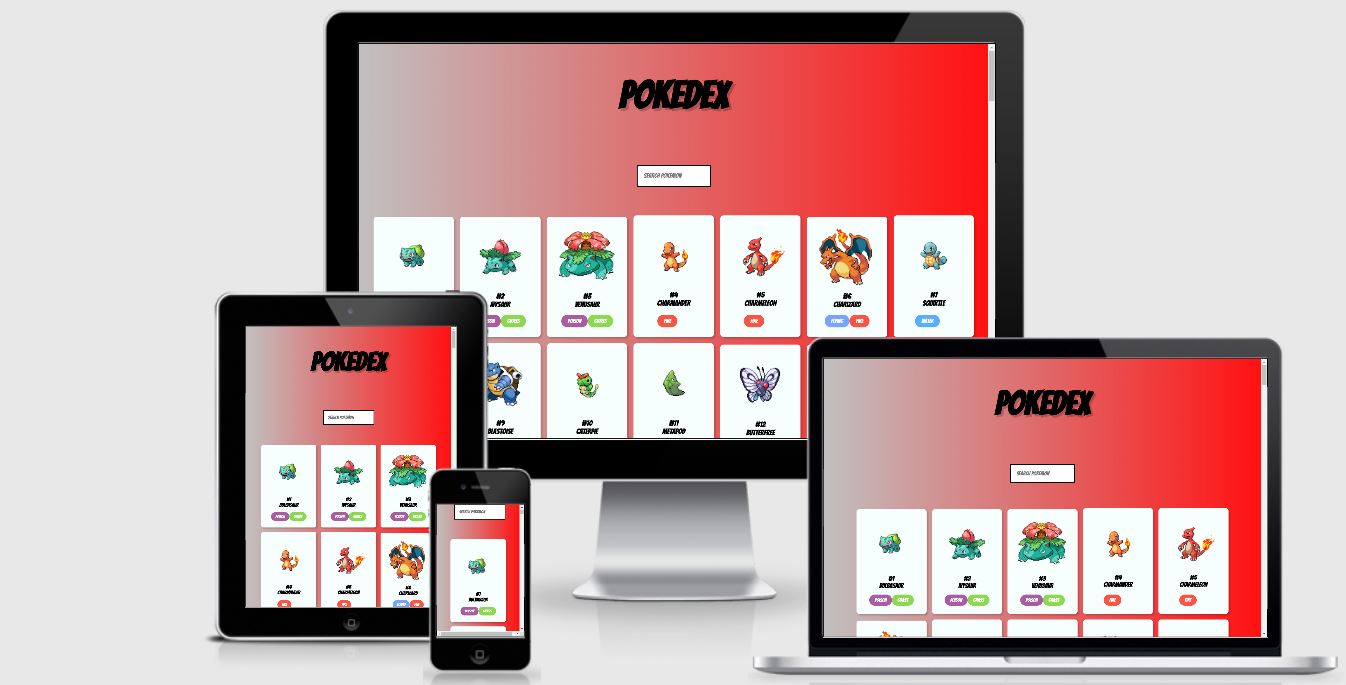 POKEDEX
SEARCH POKEMON
#2
IVYSAUR
POISON GRASS
#3
VENUSAUR
POISON GRASS
#4
CHARMANDER
FIRE
#5
CHARMELEON
FIRE
#6
CHARIZARD
FLYING FIRE
#7
SQUIRTLE
WATER
#9
BLASTOISE
#10
CATERPIE
#11
METAPOD
#12
BUTTERFREE
POKEDEX
SEARCH POKEMON
#1
BULBASAUR
POISON GRASS
#2
IVYSAUR
POISON GRASS
#3
VENUSAUR
POISON GRASS
#4
CHARMANDER
FIRE
#5
CHARMELEON
FIRE
#6
CHARIZARD
SEARCH POKEMON
#1
BULBASAUR
POISON GRASS
POKEDEX
SEARCH POKEMON
#1
BULBASAUR
POISON GRASS
#2
IVYSAUR
POISON GRASS
#3
VENUSAUR
POISON GRASS
#4
CHARMANDER
FIRE
#5
CHARMELEON
FIRE